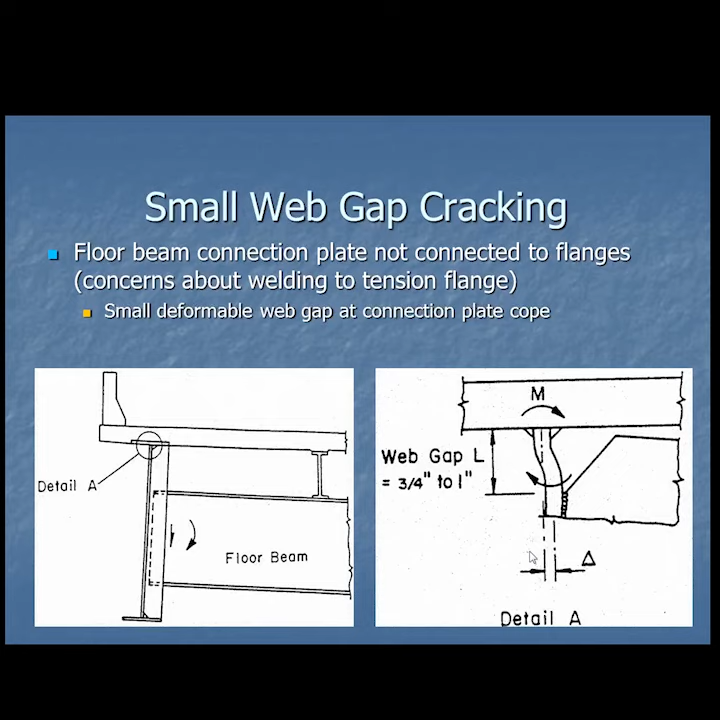 Small Web Gap Cracking
Floor beam connection plate not connected to flanges
(concerns about welding to tension flange)
Small deformable web gap at connection plate cope
Detail A
Floor Beam
M
Web Gap L
= 3/4" to 1"
Δ
Detail A